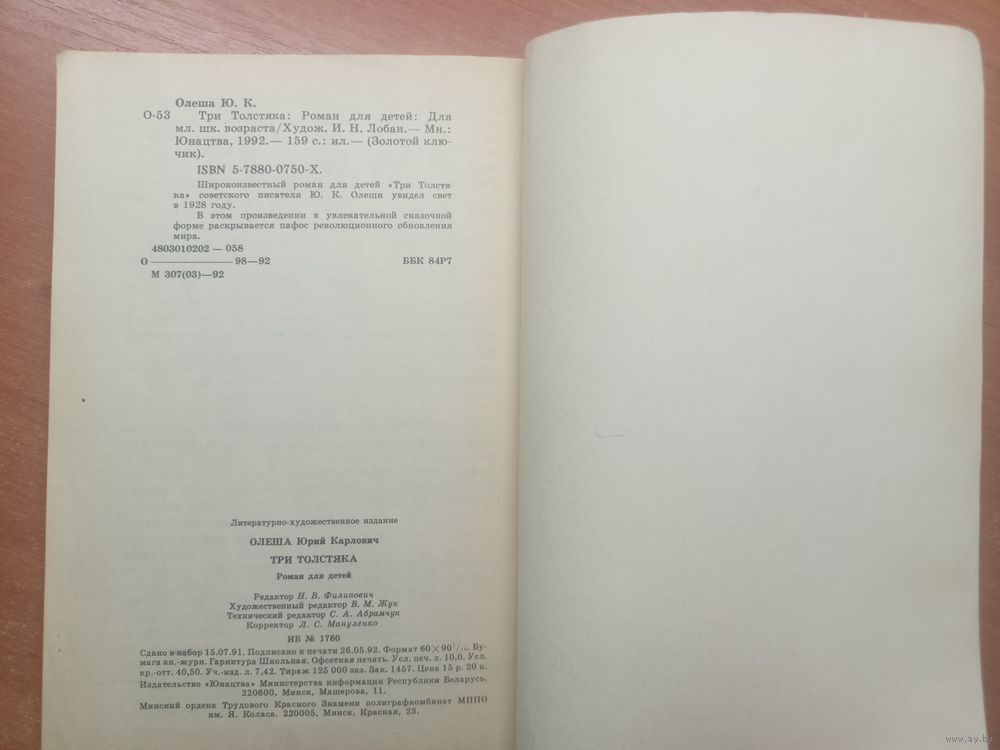 Олеша Ю. К.
О-53 Три Толстяка: Роман для детей: Для
мл. шк. возраста/Худож. И. Н. Лобан.— Мн.:
Юнацтва, 1992.— 159 с.: ил.— (Золотой клю-
чик).
ISBN 5-7880-0750-X.
Широкоизвестный роман для детей «Три Толстя-
ка» советского писателя Ю. К. Олеши увидел свет
в 1928 году.
В этом произведении в увлекательной сказочной
форме раскрывается пафос революционного обновления
мира.
4803010202 — 058
О ———— 98—92 ББК 84Р7
М 307(03)—92
Литературно-художественное издание
ОЛЕША Юрий Карлович
ТРИ ТОЛСТЯКА
Роман для детей
Редактор Н. В. Филипович
Художественный редактор В. М. Жук
Технический редактор С. А. Абрамчук
Корректор Л. С. Мануленко
ИБ № 1760
Сдано в набор 15.07.91. Подписано к печати 26.05.92. Формат 60×90¹/₁₆. Бу-
мага кн.-журн. Гарнитура Школьная. Офсетная печать. Усл. печ. л. 10,0. Усл.
кр.-отт. 40,50. Уч.-изд. л. 7,42. Тираж 125 000 экз. Зак. 1457. Цена 15 р. 20 к.
Издательство «Юнацтва» Министерства информации Республики Беларусь.
220600, Минск, Машерова, 11.
Минский ордена Трудового Красного Знамени полиграфкомбинат МППО
им. Я. Коласа. 220005, Минск, Красная, 23.
www.ay.by